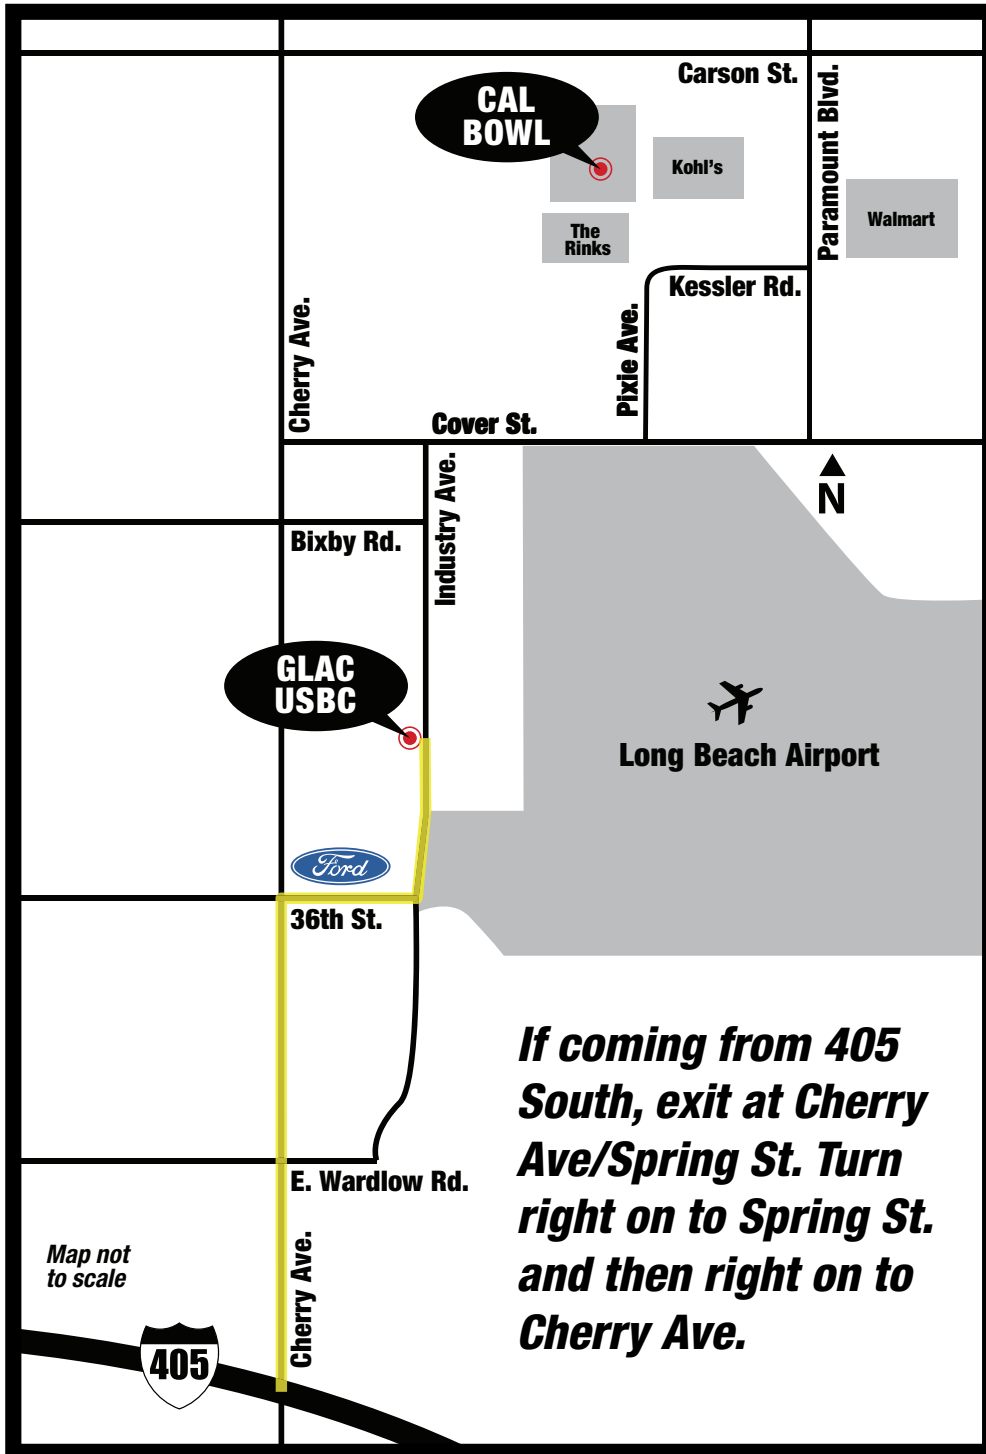 Carson St.
Paramount Blvd.
CAL
BOWL
Kohl's
Walmart
The
Rinks
Kessler Rd.
Cherry Ave.
Pixie Ave.
Cover St.
Industry Ave.
N
Bixby Rd.
GLAC
USBC
Long Beach Airport
Ford
36th St.
If coming from 405
South, exit at Cherry
Ave/Spring St. Turn
right on to Spring St.
and then right on to
Cherry Ave.
E. Wardlow Rd.
Cherry Ave.
Map not
to scale
405